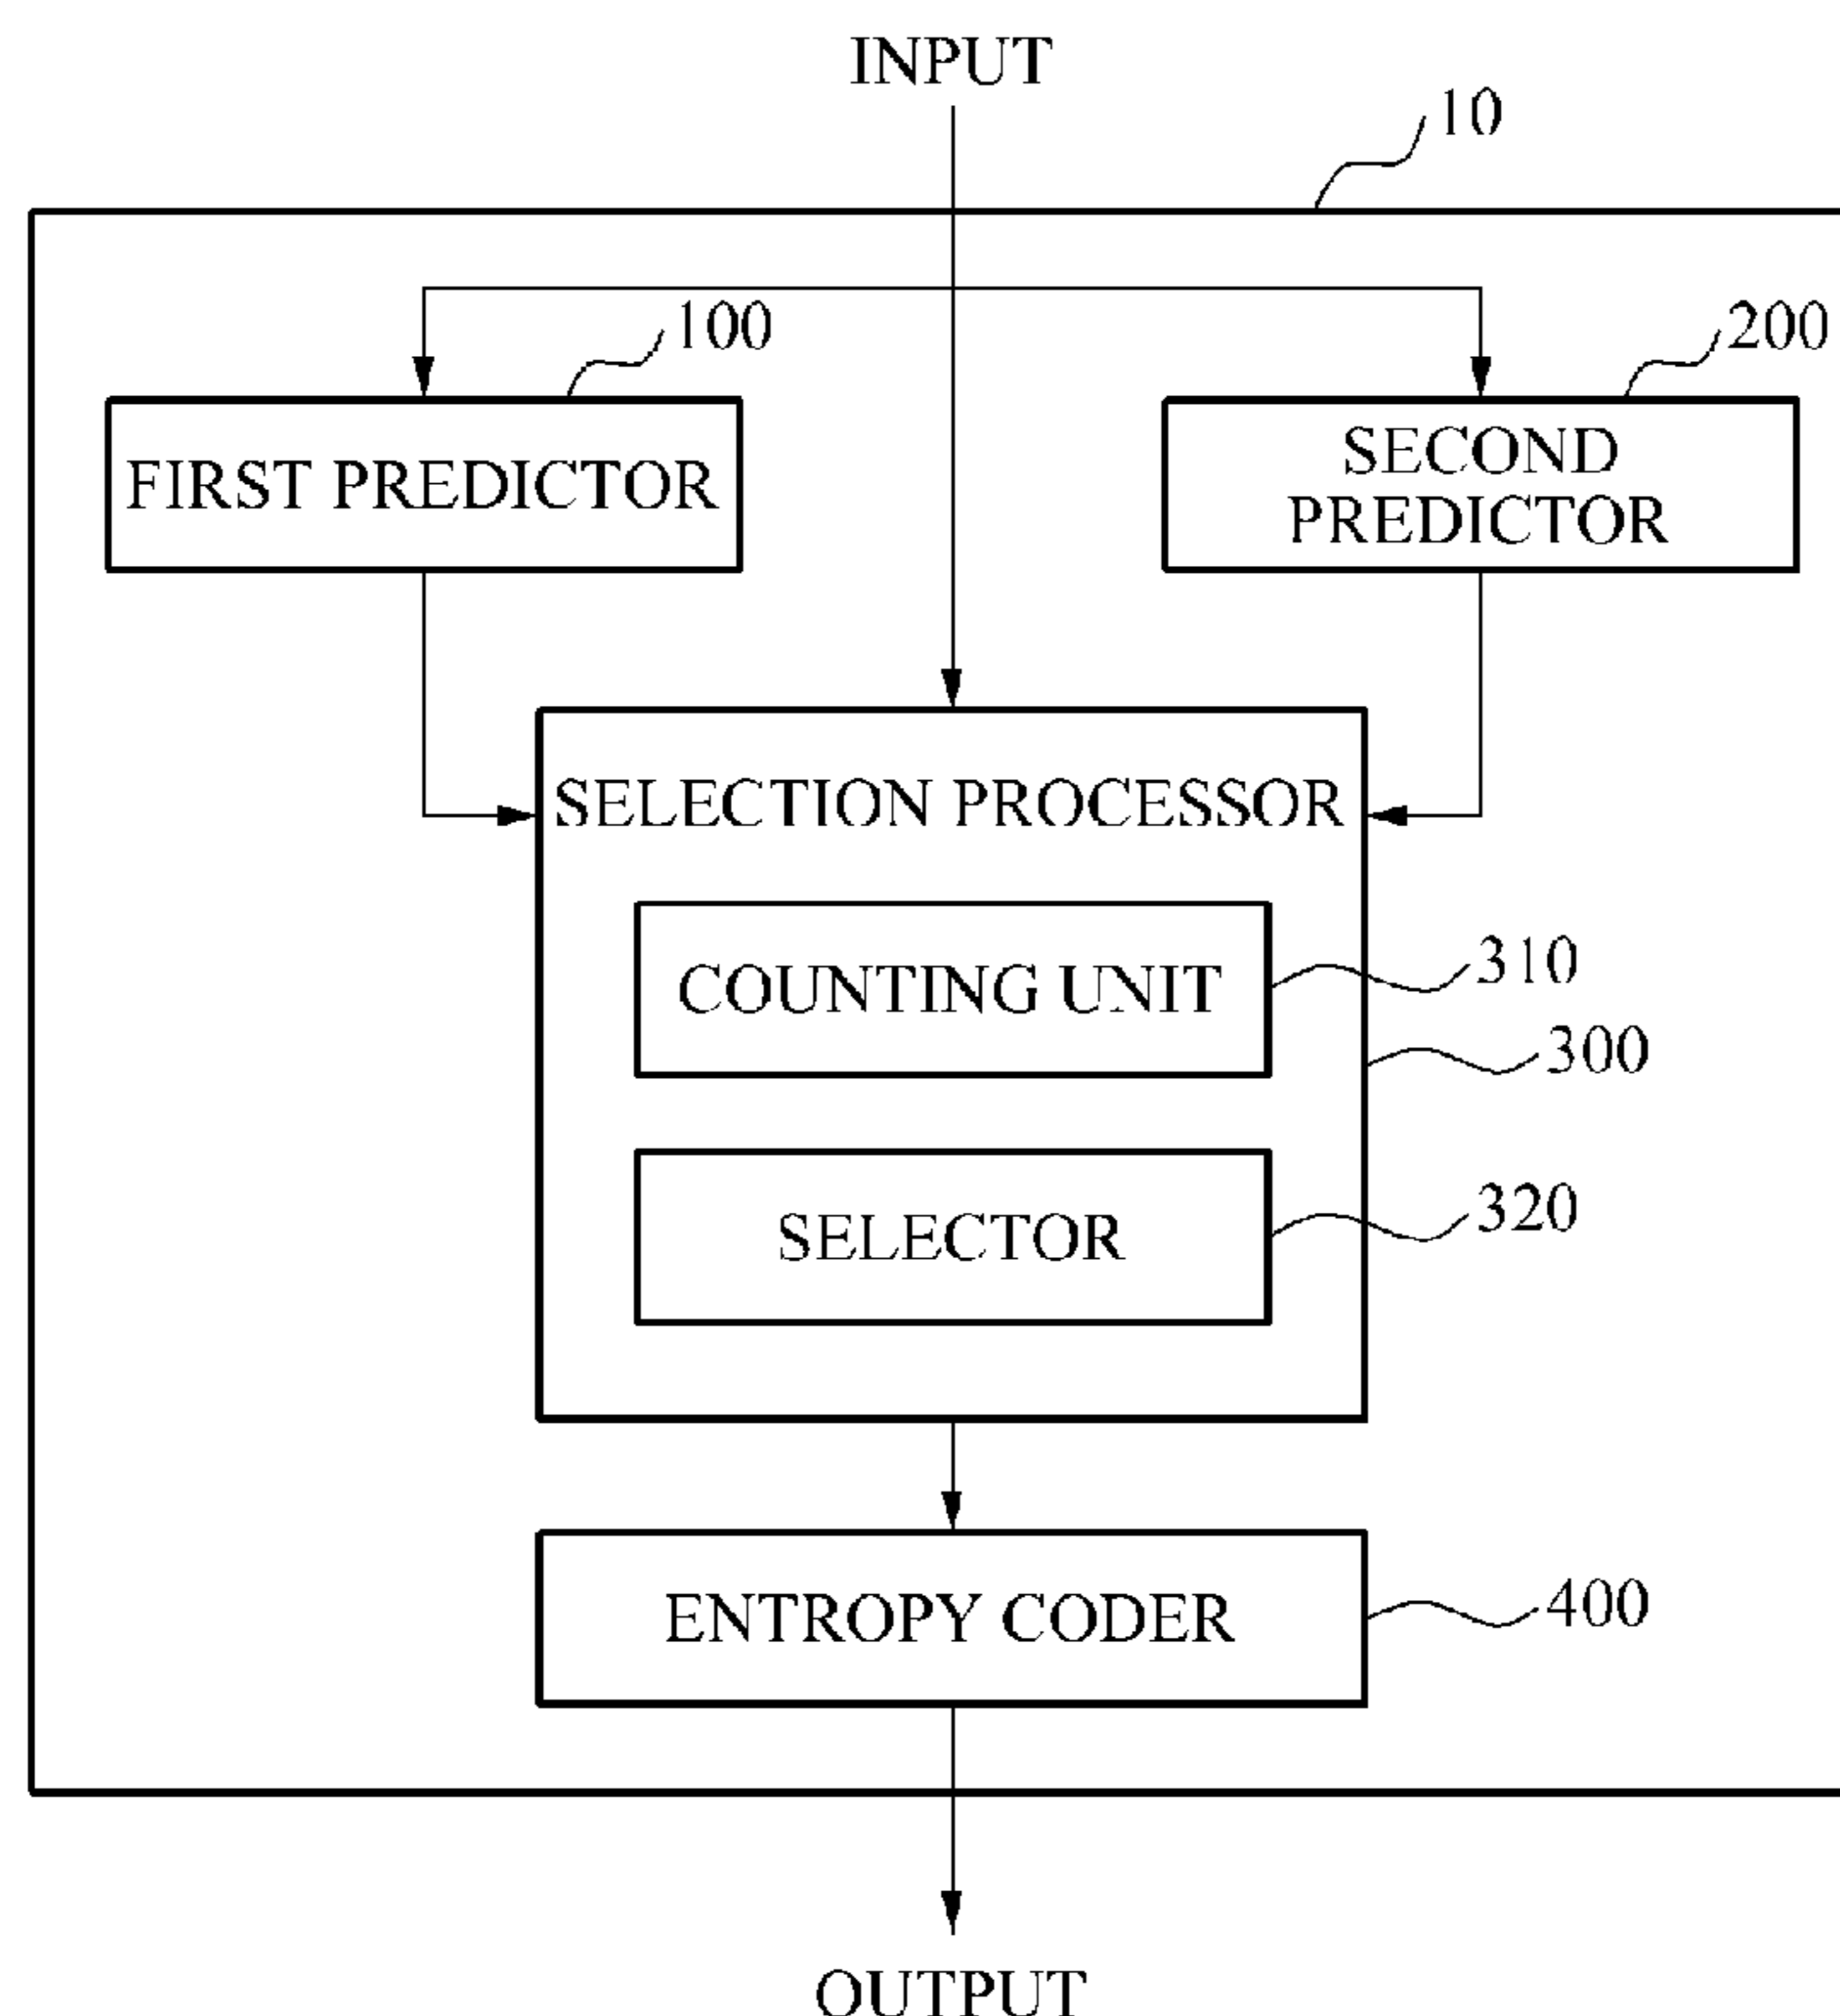 INPUT
10
100
200
FIRST PREDICTOR
SECOND
PREDICTOR
SELECTION PROCESSOR
COUNTING UNIT
310
300
SELECTOR
320
ENTROPY CODER
400
OUTPUT